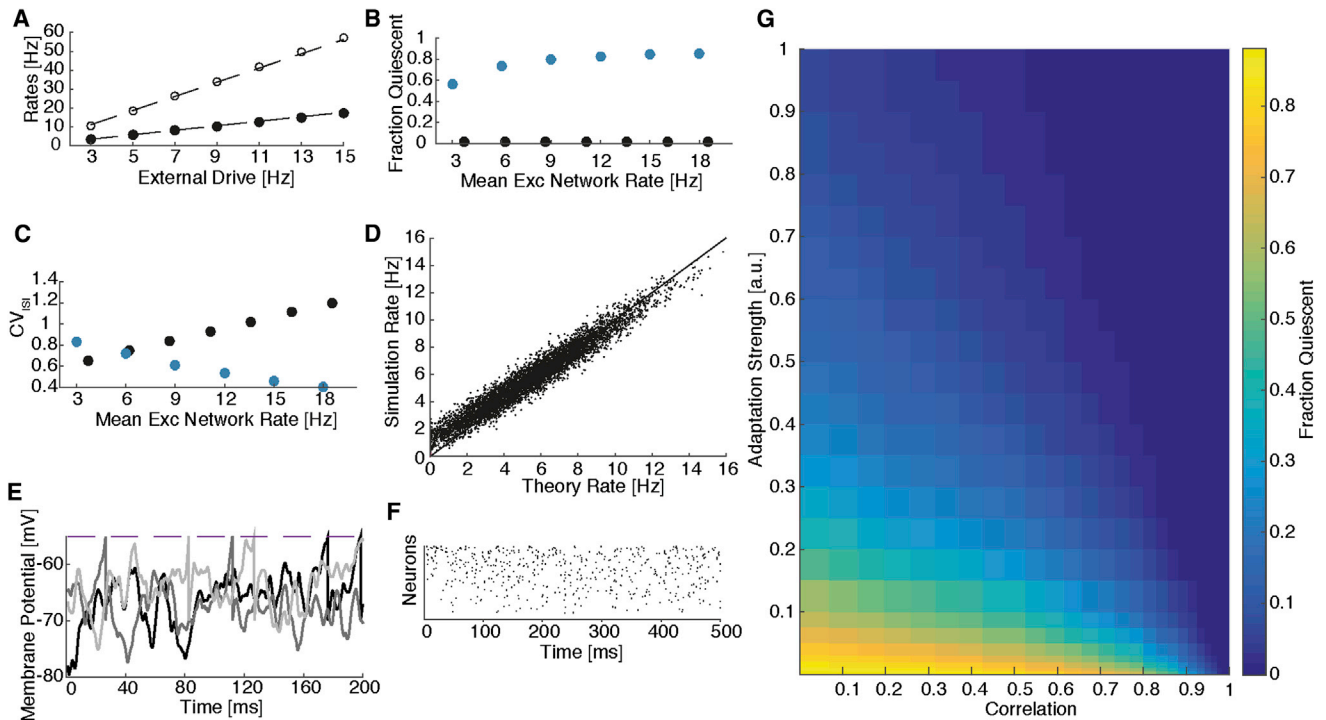 A
Rates [Hz]
60
50
40
30
20
10
0
3 5 7 9 11 13 15
External Drive [Hz]
B
Fraction Quiescent
1
0.8
0.6
0.4
0.2
0
3 6 9 12 15 18
Mean Exc Network Rate [Hz]
C
CV ISI
1.4
1.2
1
0.8
0.6
0.4
3 6 9 12 15 18
Mean Exc Network Rate [Hz]
D
Simulation Rate [Hz]
16
14
12
10
8
6
4
2
0
0 2 4 6 8 10 12 14 16
Theory Rate [Hz]
E
Membrane Potential [mV]
-60
-70
-80
0 40 80 120 160 200
Time [ms]
F
Neurons
0 100 200 300 400 500
Time [ms]
G
Adaptation Strength [a.u.]
1
0.9
0.8
0.7
0.6
0.5
0.4
0.3
0.2
0.1
0.1 0.2 0.3 0.4 0.5 0.6 0.7 0.8 0.9 1
Correlation
0.8
0.7
0.6
0.5
0.4
0.3
0.2
0.1
0
Fraction Quiescent